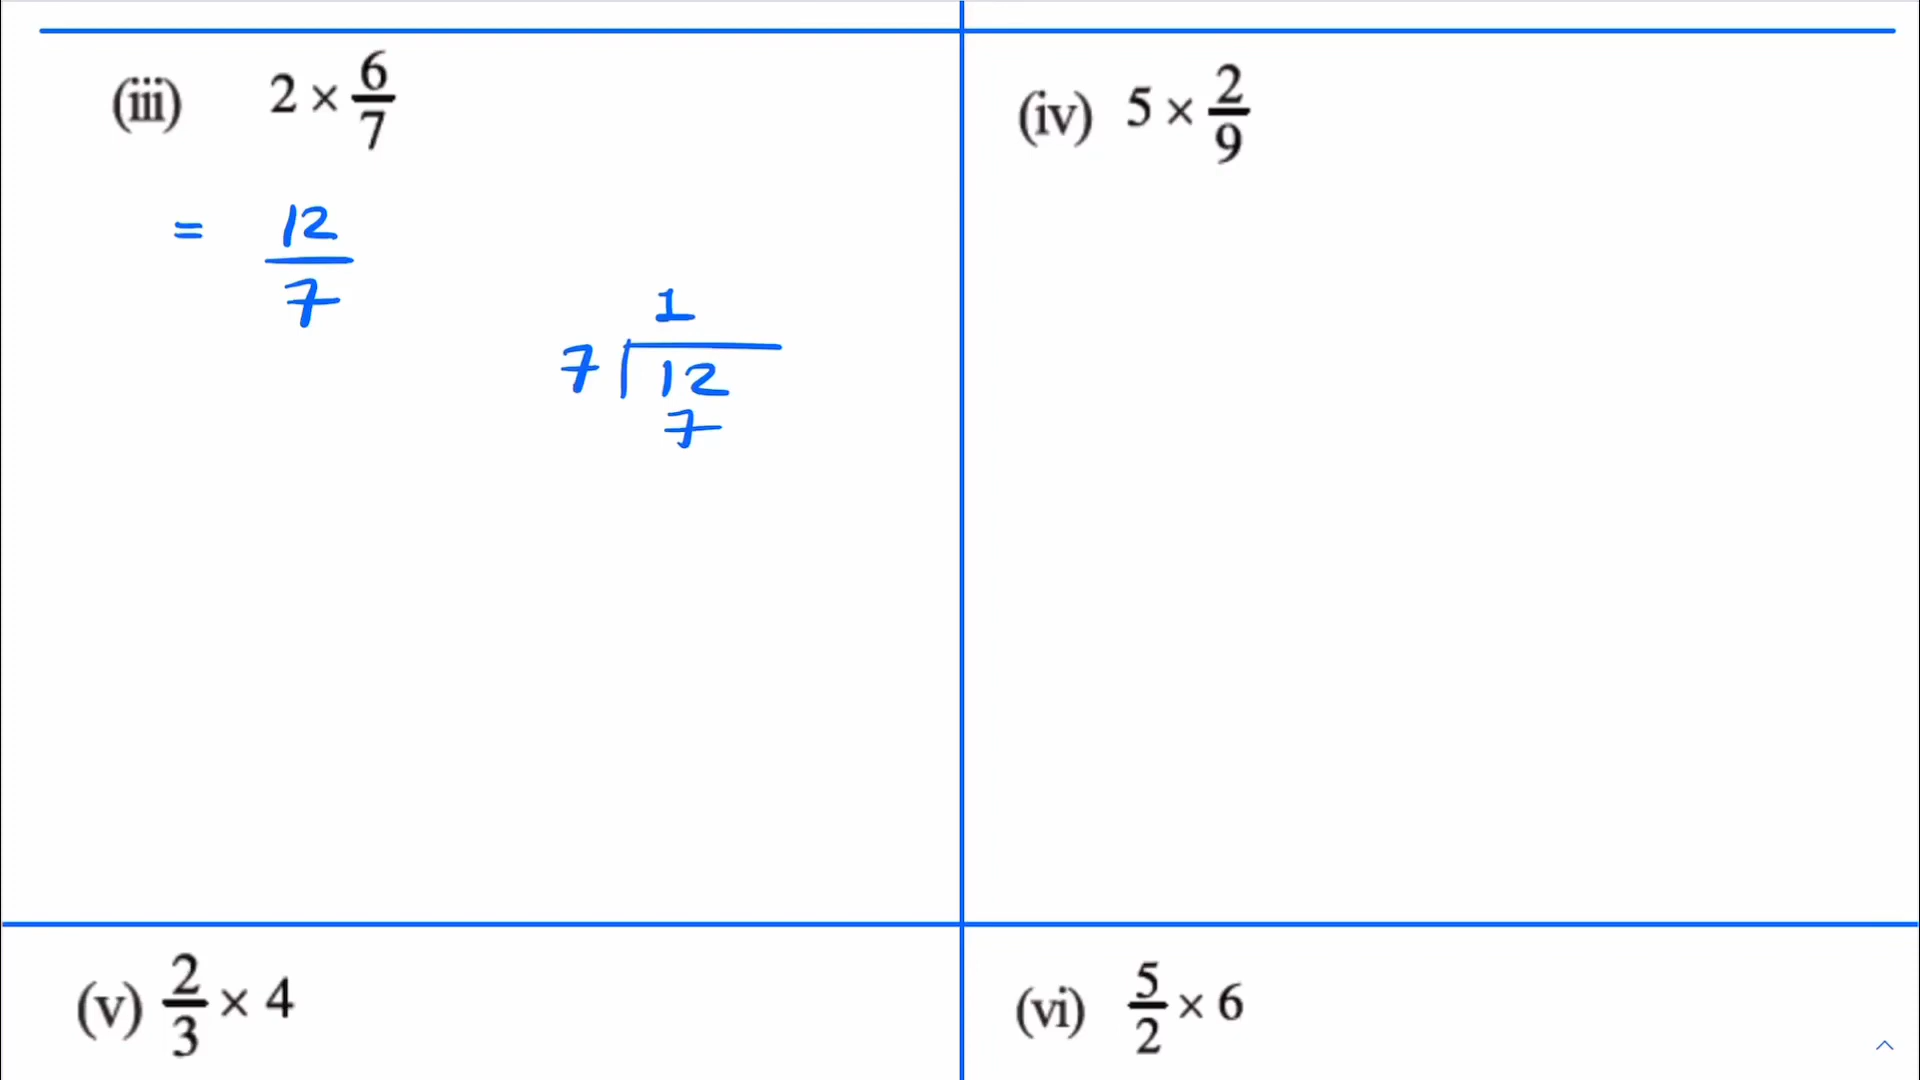 (iii) 2 × 6/7
= 12/7
1
7 12
7
(iv) 5 × 2/9
(v) 2/3 × 4
(vi) 5/2 × 6